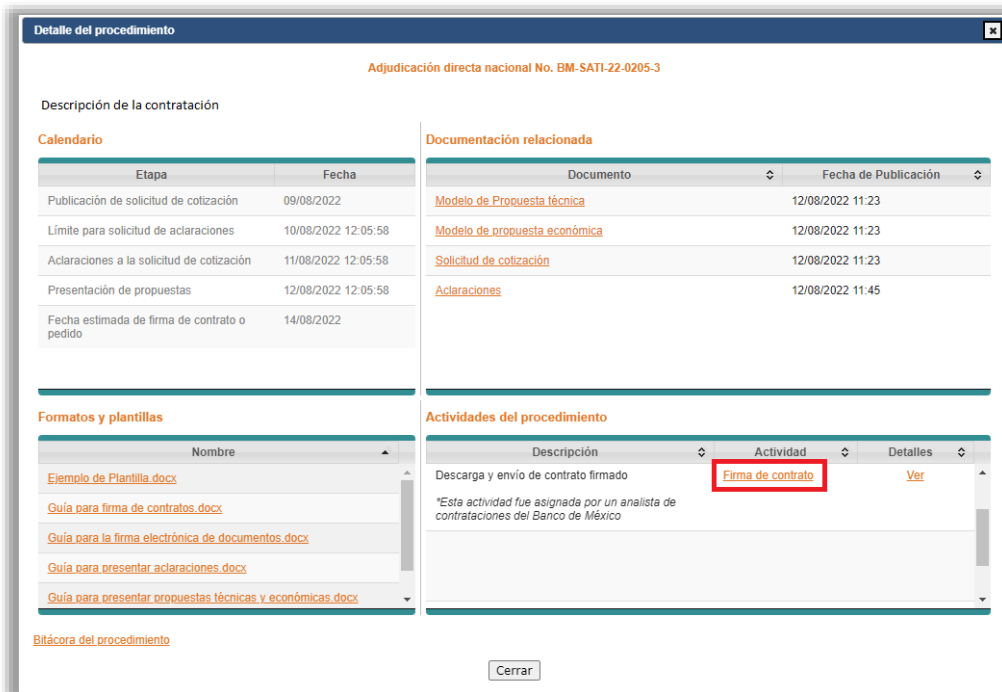 Detalle del procedimiento
Adjudicación directa nacional No. BM-SATI-22-0205-3
Descripción de la contratación
Calendario
Etapa Fecha
Publicación de solicitud de cotización 09/08/2022
Límite para solicitud de aclaraciones 10/08/2022 12:05:58
Aclaraciones a la solicitud de cotización 11/08/2022 12:05:58
Presentación de propuestas 12/08/2022 12:05:58
Fecha estimada de firma de contrato o 14/08/2022
pedido
Documentación relacionada
Documento Fecha de Publicación
Modelo de Propuesta técnica 12/08/2022 11:23
Modelo de propuesta económica 12/08/2022 11:23
Solicitud de cotización 12/08/2022 11:23
Aclaraciones 12/08/2022 11:45
Formatos y plantillas
Nombre
Ejemplo de Plantilla.docx
Guía para firma de contratos.docx
Guía para la firma electrónica de documentos.docx
Guía para presentar aclaraciones.docx
Guía para presentar propuestas técnicas y económicas.docx
Actividades del procedimiento
Descripción Actividad Detalles
Descarga y envío de contrato firmado Firma de contrato Ver
*Esta actividad fue asignada por un analista de
contrataciones del Banco de México
Bitácora del procedimiento
Cerrar